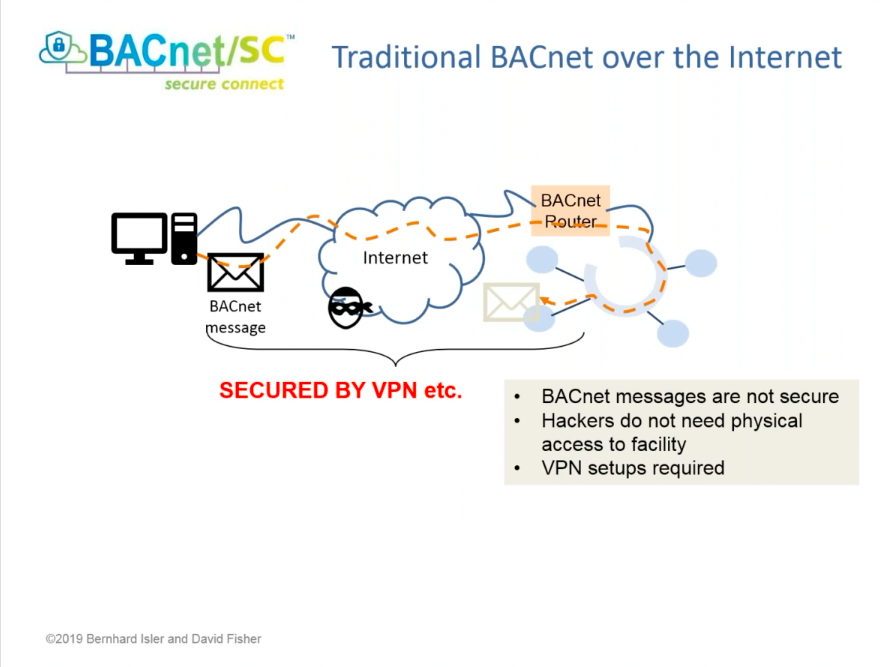 BACnet/SC™
secure connect
Traditional BACnet over the Internet
BACnet
Router
Internet
BACnet
message
SECURED BY VPN etc.
• BACnet messages are not secure
• Hackers do not need physical
access to facility
• VPN setups required
©2019 Bernhard Isler and David Fisher